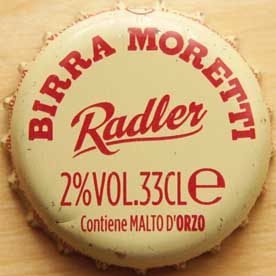 BIRRA MORETTI
Radler
2%VOL.33CL℮
Contiene MALTO D'ORZO